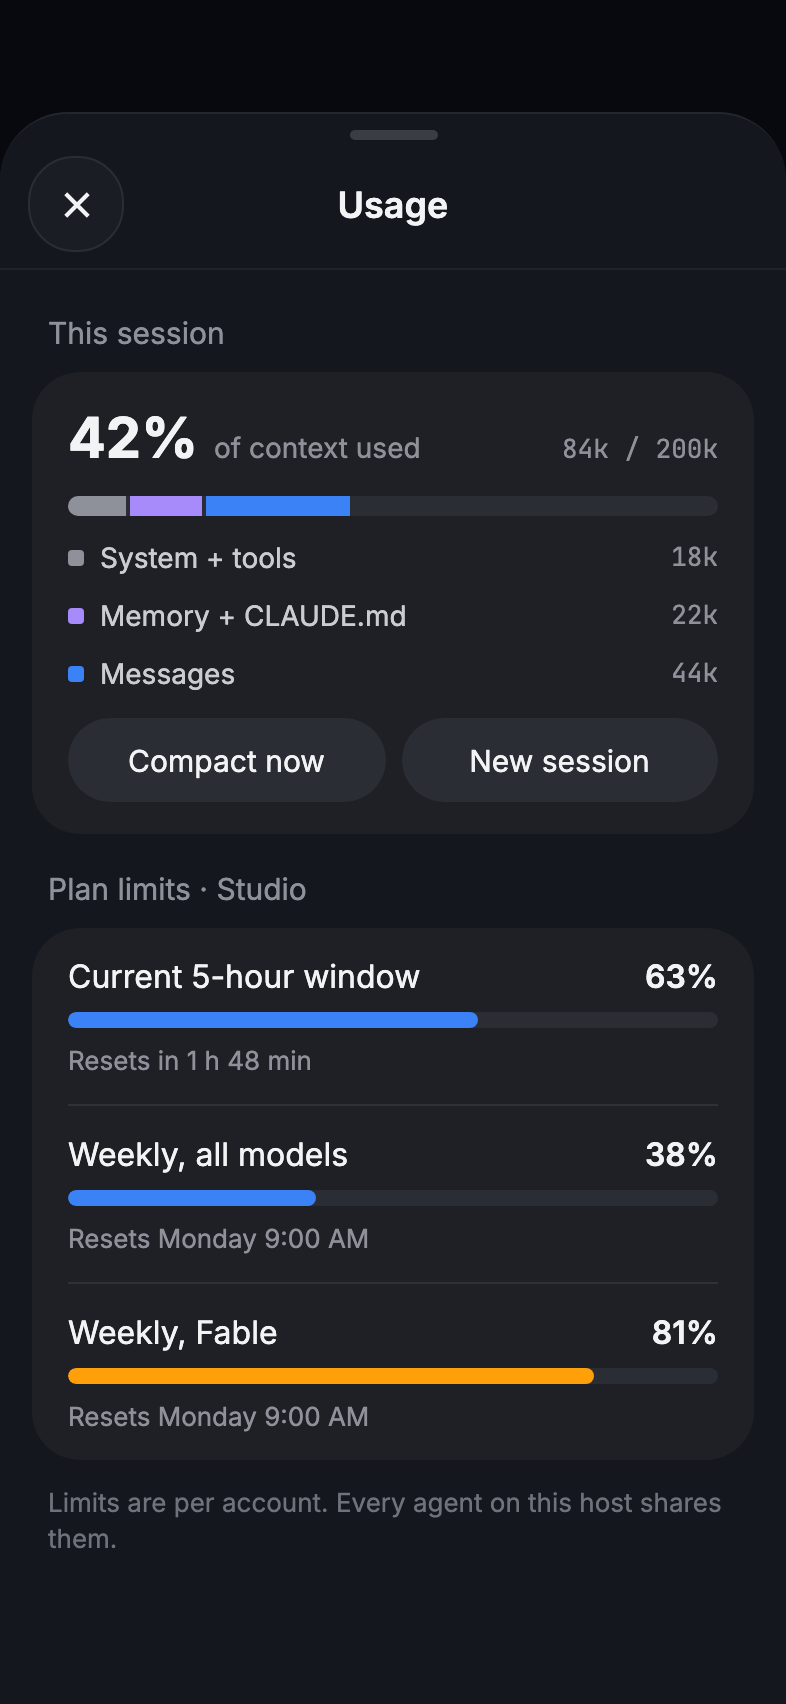 Usage
This session
42% of context used 84k / 200k
System + tools 18k
Memory + CLAUDE.md 22k
Messages 44k
Compact now New session
Plan limits · Studio
Current 5-hour window 63%
Resets in 1 h 48 min
Weekly, all models 38%
Resets Monday 9:00 AM
Weekly, Fable 81%
Resets Monday 9:00 AM
Limits are per account. Every agent on this host shares
them.